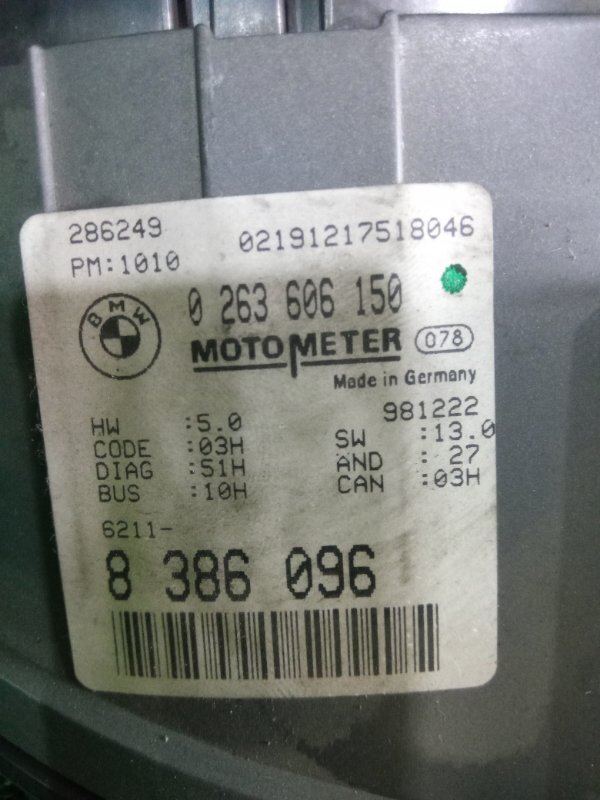 286249 02191217518046
PM:1010
BMW
0 263 606 150
MOTOMETER 078
Made in Germany
981222
HW :5.0 SW :13.0
CODE :03H AND : 27
DIAG :51H CAN :03H
BUS :10H
6211-
8 386 096